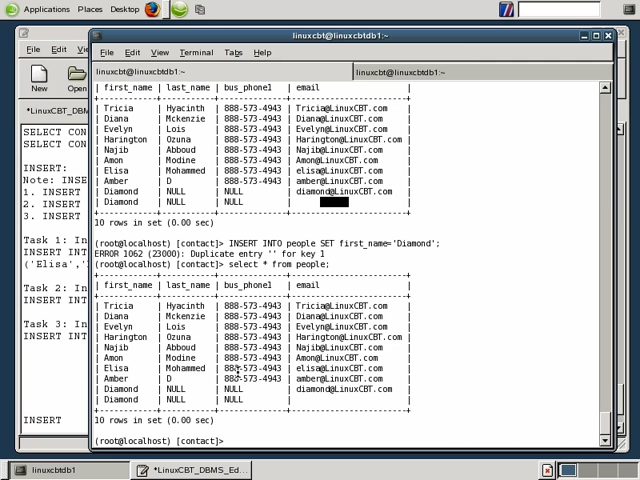 Applications Places Desktop
linuxcbt@linuxcbtdb1:~
File Edit View Terminal Tabs Help
linuxcbt@linuxcbtdb1:~ linuxcbt@linuxcbtdb1:~
File Edit
New Open
*LinuxCBT_DBM
SELECT CON
SELECT CON
INSERT:
Note: INSE
1. INSERT
2. INSERT
3. INSERT
Task 1: In
INSERT INT
('Elisa','
Task 2: In
INSERT INT
Task 3: In
INSERT INT
INSERT
| first_name | last_name | bus_phone1 | email |
+------------+-----------+--------------+------------------------+
| Tricia | Hyacinth | 888-573-4943 | Tricia@LinuxCBT.com |
| Diana | Mckenzie | 888-573-4943 | Diana@LinuxCBT.com |
| Evelyn | Lois | 888-573-4943 | Evelyn@LinuxCBT.com |
| Harington | Ozuna | 888-573-4943 | Harington@LinuxCBT.com |
| Najib | Abboud | 888-573-4943 | Najib@LinuxCBT.com |
| Amon | Modine | 888-573-4943 | Amon@LinuxCBT.com |
| Elisa | Mohammed | 888-573-4943 | elisa@LinuxCBT.com |
| Amber | D | 888-573-4943 | amber@LinuxCBT.com |
| Diamond | NULL | NULL | diamond@LinuxCBT.com |
| Diamond | NULL | NULL | |
+------------+-----------+--------------+------------------------+
10 rows in set (0.00 sec)
(root@localhost) [contact]> INSERT INTO people SET first_name='Diamond';
ERROR 1062 (23000): Duplicate entry '' for key 1
(root@localhost) [contact]> select * from people;
+------------+-----------+--------------+------------------------+
| first_name | last_name | bus_phone1 | email |
+------------+-----------+--------------+------------------------+
| Tricia | Hyacinth | 888-573-4943 | Tricia@LinuxCBT.com |
| Diana | Mckenzie | 888-573-4943 | Diana@LinuxCBT.com |
| Evelyn | Lois | 888-573-4943 | Evelyn@LinuxCBT.com |
| Harington | Ozuna | 888-573-4943 | Harington@LinuxCBT.com |
| Najib | Abboud | 888-573-4943 | Najib@LinuxCBT.com |
| Amon | Modine | 888-573-4943 | Amon@LinuxCBT.com |
| Elisa | Mohammed | 888-573-4943 | elisa@LinuxCBT.com |
| Amber | D | 888-573-4943 | amber@LinuxCBT.com |
| Diamond | NULL | NULL | diamond@LinuxCBT.com |
| Diamond | NULL | NULL | |
+------------+-----------+--------------+------------------------+
10 rows in set (0.00 sec)
(root@localhost) [contact]>
linuxcbtdb1 *LinuxCBT_DBMS_Ed...